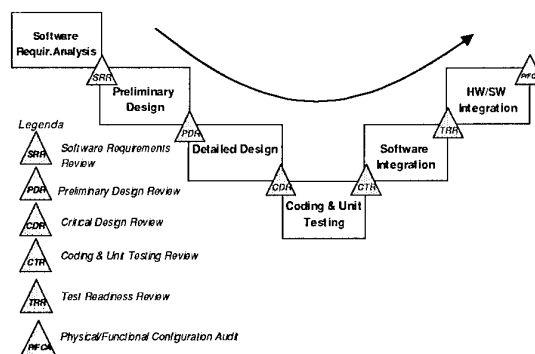 Software
Requir.Analysis
SRR
Preliminary
Design
PDR
Detailed Design
CDR
Coding & Unit
Testing
CTR
Software
Integration
TRR
HW/SW
Integration
P/FCA
Legenda
SRR
Software Requirements
Review
PDR
Preliminary Design Review
CDR
Critical Design Review
CTR
Coding & Unit Testing Review
TRR
Test Readiness Review
P/FCA
Physical/Functional Configuration Audit